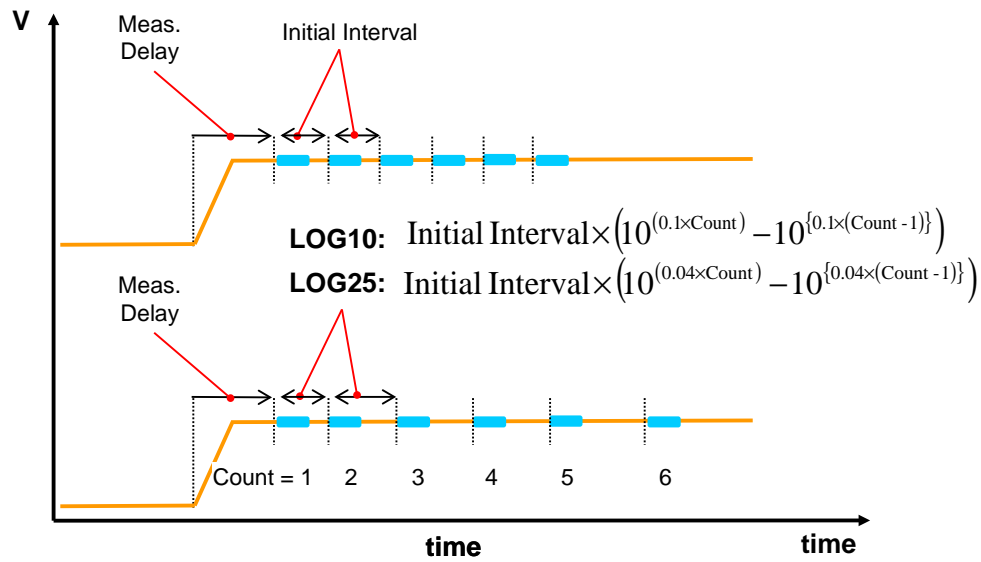 V
Meas.
Delay
Initial Interval
LOG10: Initial Interval×(10^(0.1×Count) −10^{0.1×(Count -1)})
LOG25: Initial Interval×(10^(0.04×Count) −10^{0.04×(Count -1)})
Meas.
Delay
Count = 1 2 3 4 5 6
time time